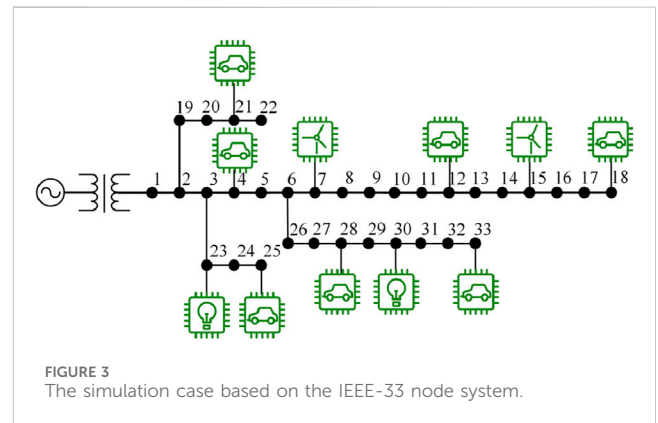 19 20 21 22
1 2 3 4 5 6 7 8 9 10 11 12 13 14 15 16 17 18
26 27 28 29 30 31 32 33
23 24 25
FIGURE 3
The simulation case based on the IEEE-33 node system.